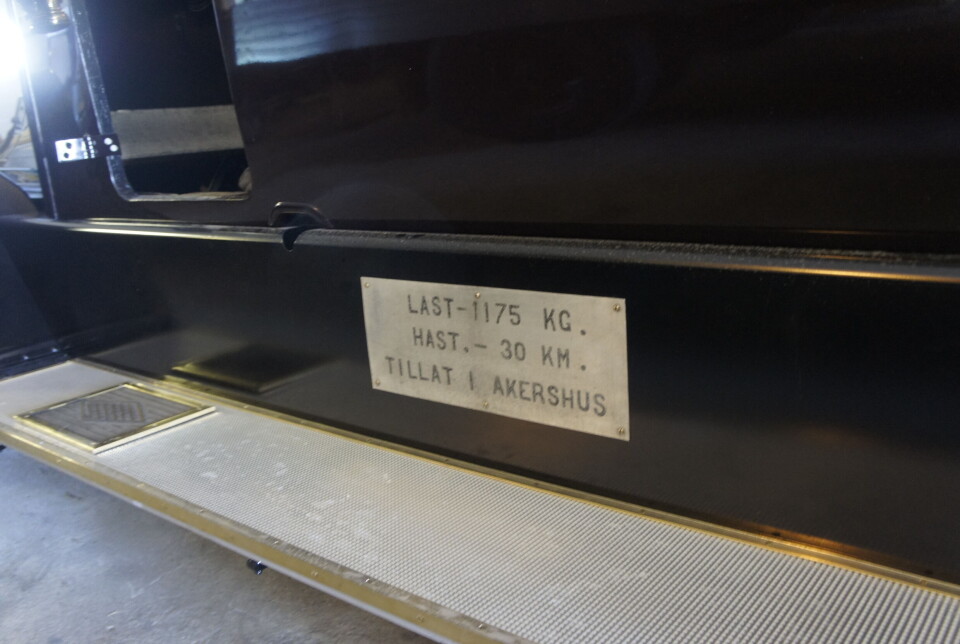 LAST-1175 KG.
HAST.- 30 KM.
TILLAT I AKERSHUS